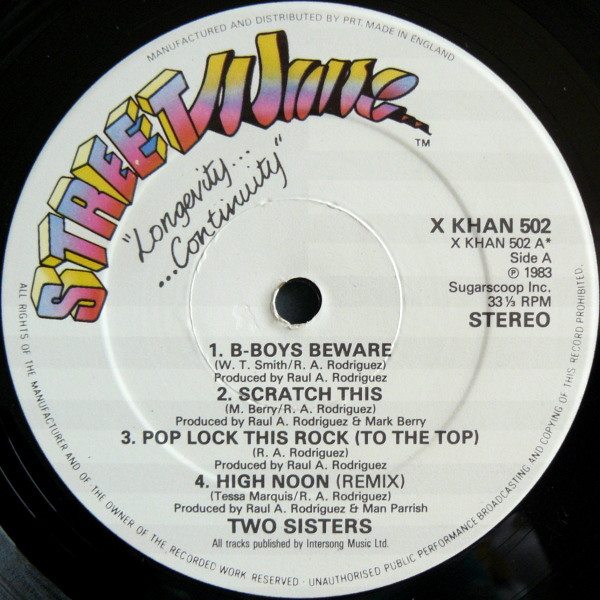 MANUFACTURED AND DISTRIBUTED BY PRT. MADE IN ENGLAND
STREETWAVE
TM
"Longevity...
...Continuity"
X KHAN 502
X KHAN 502 A*
Side A
Ⓟ 1983
Sugarscoop Inc.
33 ⅓ RPM
STEREO
1. B-BOYS BEWARE
(W. T. Smith/R. A. Rodriguez)
Produced by Raul A. Rodriguez
2. SCRATCH THIS
(M. Berry/R. A. Rodriguez)
Produced by Raul A. Rodriguez & Mark Berry
3. POP LOCK THIS ROCK (TO THE TOP)
(R. A. Rodriguez)
Produced by Raul A. Rodriguez
4. HIGH NOON (REMIX)
(Tessa Marquis/R. A. Rodriguez)
Produced by Raul A. Rodriguez & Man Parrish
TWO SISTERS
All tracks published by Intersong Music Ltd.
ALL RIGHTS OF THE MANUFACTURER AND OF THE OWNER OF THE RECORDED WORK RESERVED · UNAUTHORISED PUBLIC PERFORMANCE BROADCASTING AND COPYING OF THIS RECORD PROHIBITED.